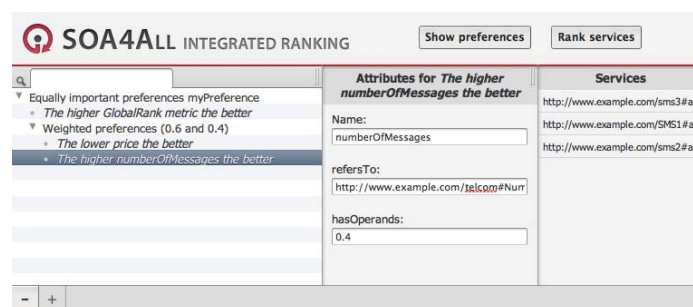 SOA4ALL INTEGRATED RANKING
Show preferences
Rank services
Equally important preferences myPreference
The higher GlobalRank metric the better
Weighted preferences (0.6 and 0.4)
The lower price the better
The higher numberOfMessages the better
Attributes for The higher
numberOfMessages the better
Name:
numberOfMessages
refersTo:
http://www.example.com/telcom#Num
hasOperands:
0.4
Services
http://www.example.com/sms3#a
http://www.example.com/SMS1#a
http://www.example.com/sms2#a